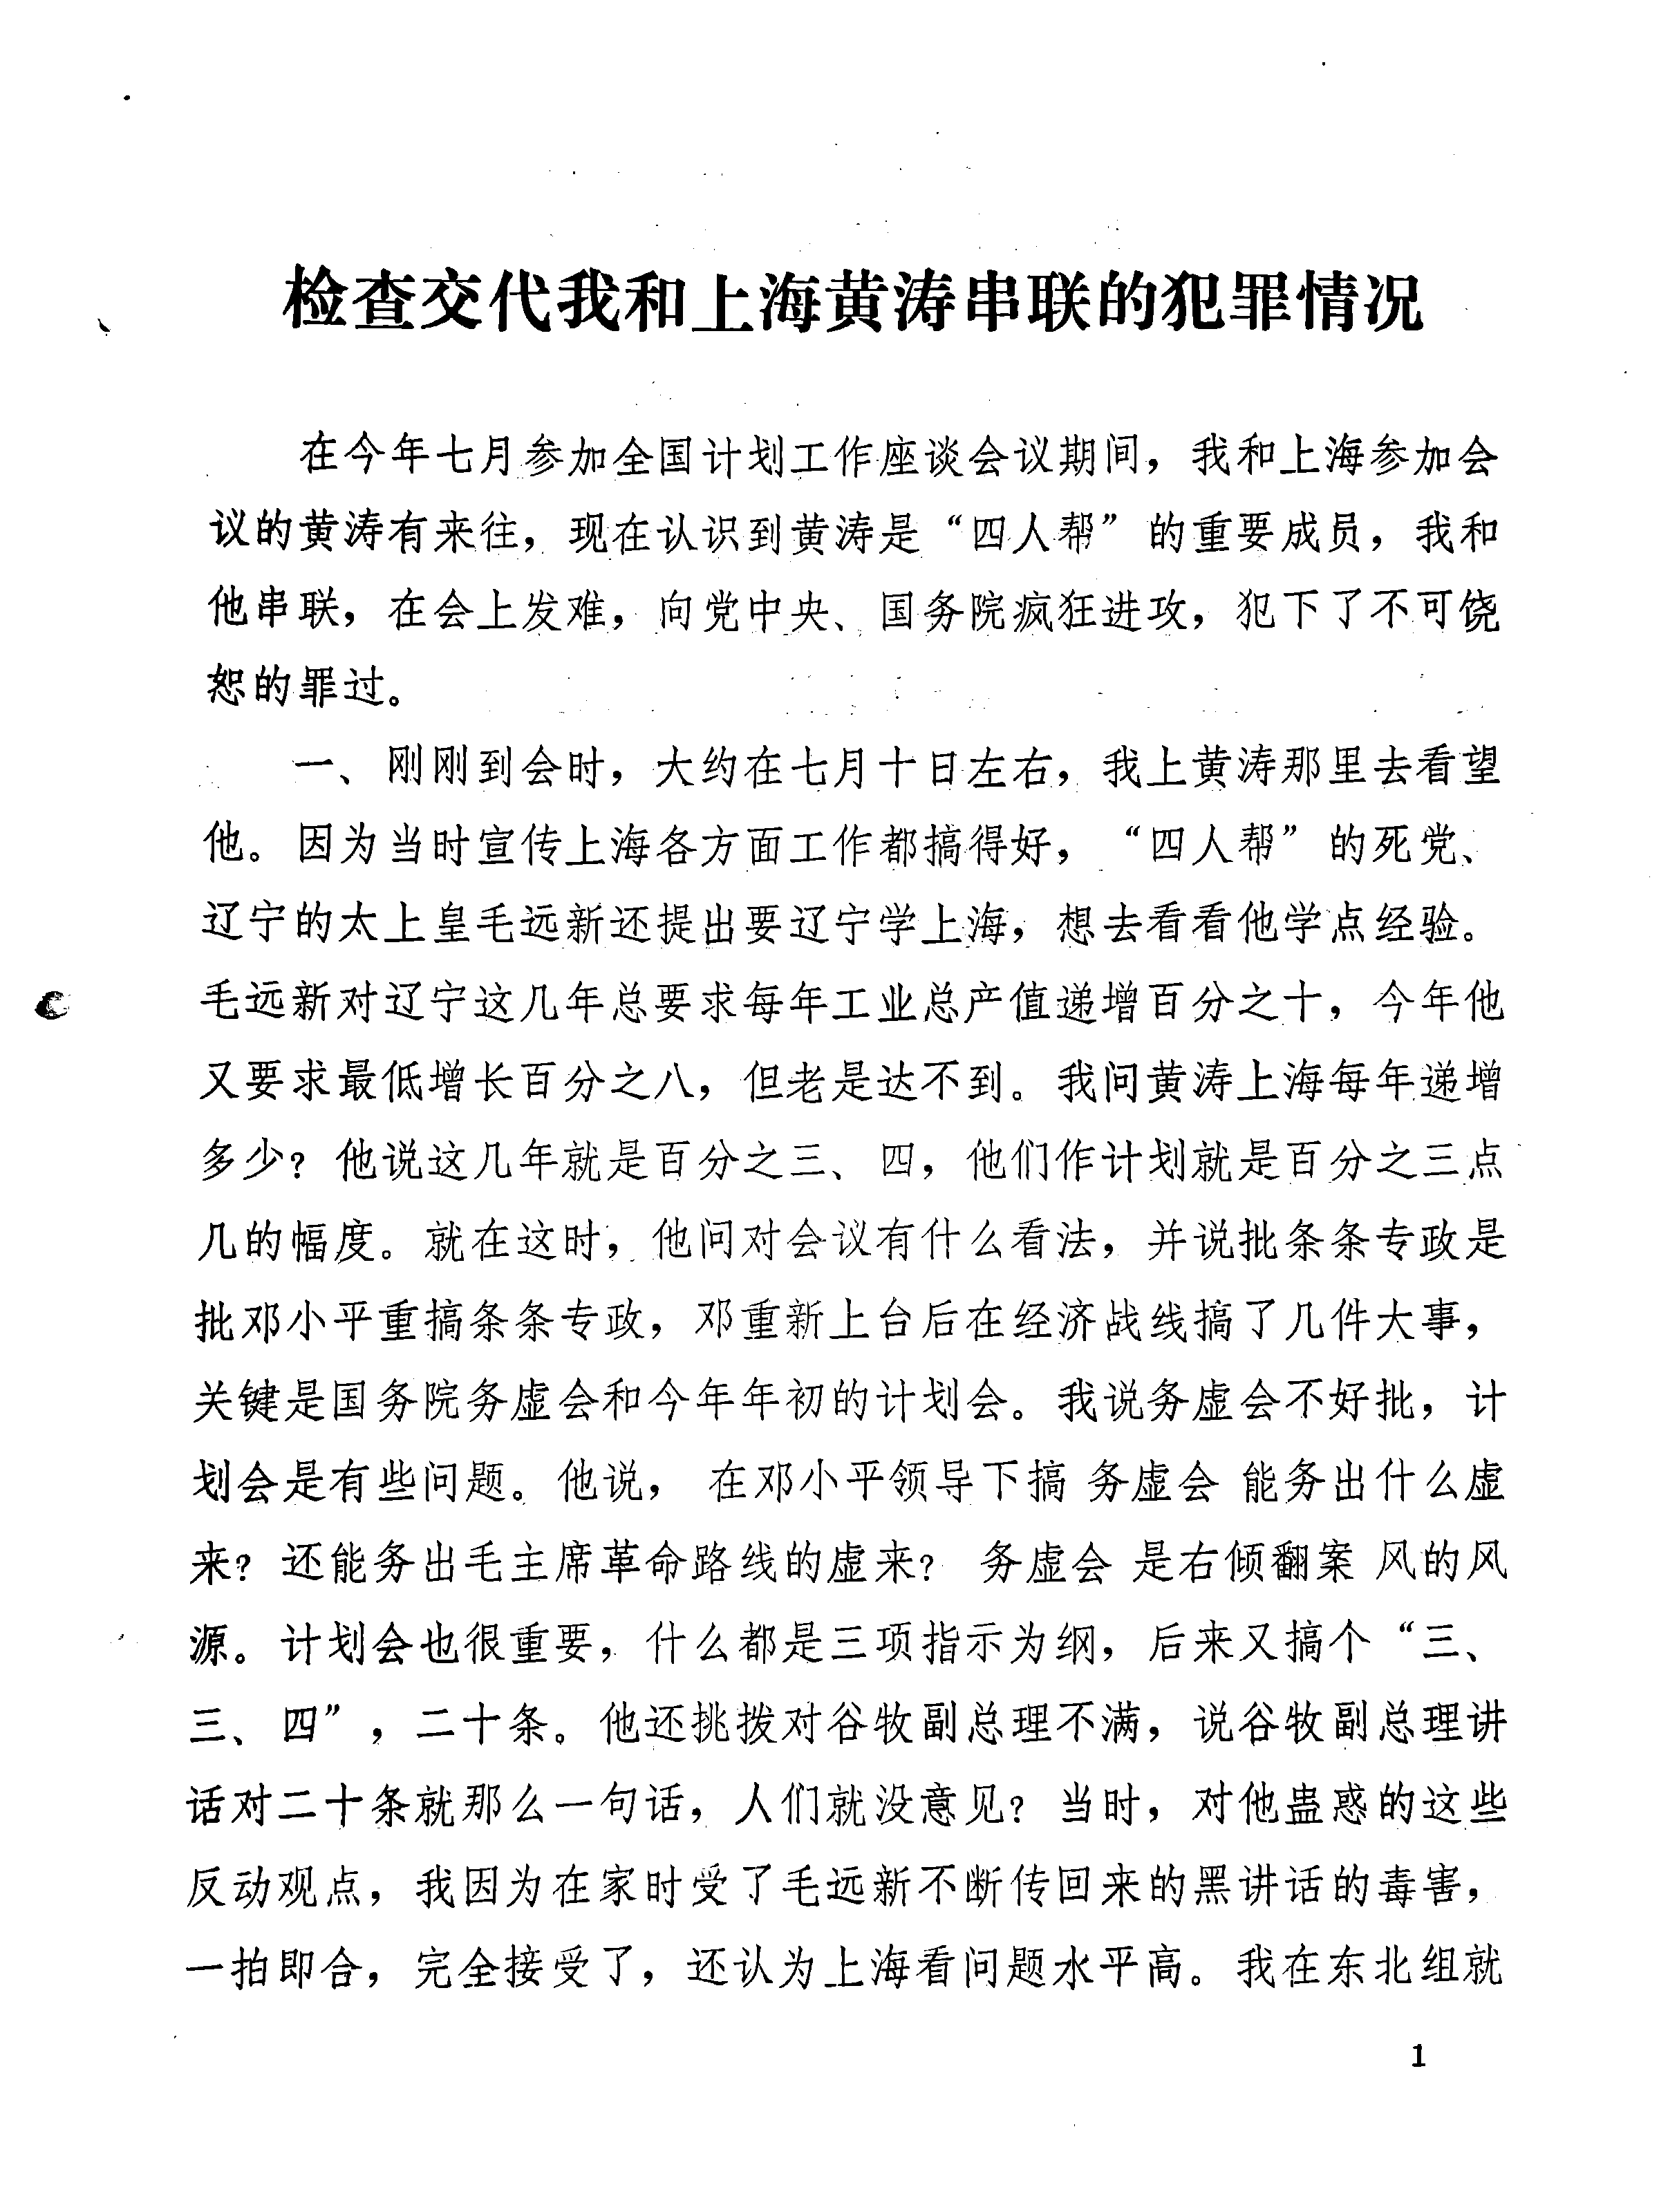 检查交代我和上海黄涛串联的犯罪情况
在今年七月参加全国计划工作座谈会议期间，我和上海参加会
议的黄涛有来往，现在认识到黄涛是“四人帮”的重要成员，我和
他串联，在会上发难，向党中央、国务院疯狂进攻，犯下了不可饶
恕的罪过。
一、刚刚到会时，大约在七月十日左右，我上黄涛那里去看望
他。因为当时宣传上海各方面工作都搞得好，“四人帮”的死党、
辽宁的太上皇毛远新还提出要辽宁学上海，想去看看他学点经验。
毛远新对辽宁这几年总要求每年工业总产值递增百分之十，今年他
又要求最低增长百分之八，但老是达不到。我问黄涛上海每年递增
多少？他说这几年就是百分之三、四，他们作计划就是百分之三点
几的幅度。就在这时，他问对会议有什么看法，并说批条条专政是
批邓小平重搞条条专政，邓重新上台后在经济战线搞了几件大事，
关键是国务院务虚会和今年年初的计划会。我说务虚会不好批，计
划会是有些问题。他说，在邓小平领导下搞务虚会能务出什么虚
来？还能务出毛主席革命路线的虚来？务虚会是右倾翻案风的风
源。计划会也很重要，什么都是三项指示为纲，后来又搞个“三、
三、四”，二十条。他还挑拨对谷牧副总理不满，说谷牧副总理讲
话对二十条就那么一句话，人们就没意见？当时，对他蛊惑的这些
反动观点，我因为在家时受了毛远新不断传回来的黑讲话的毒害，
一拍即合，完全接受了，还认为上海看问题水平高。我在东北组就
1